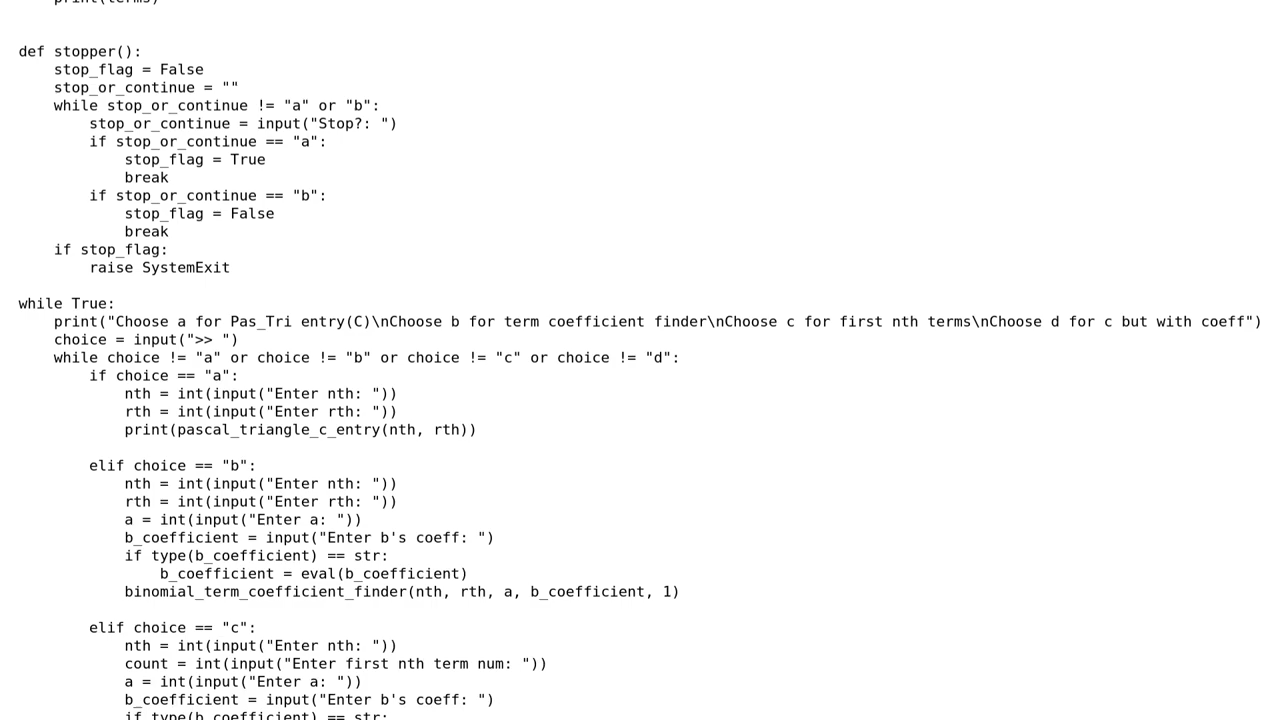 print(terms)
def stopper():
    stop_flag = False
    stop_or_continue = ""
    while stop_or_continue != "a" or "b":
        stop_or_continue = input("Stop?: ")
        if stop_or_continue == "a":
            stop_flag = True
            break
        if stop_or_continue == "b":
            stop_flag = False
            break
    if stop_flag:
        raise SystemExit
while True:
    print("Choose a for Pas_Tri entry(C)\nChoose b for term coefficient finder\nChoose c for first nth terms\nChoose d for c but with coeff")
    choice = input(">> ")
    while choice != "a" or choice != "b" or choice != "c" or choice != "d":
        if choice == "a":
            nth = int(input("Enter nth: "))
            rth = int(input("Enter rth: "))
            print(pascal_triangle_c_entry(nth, rth))
        elif choice == "b":
            nth = int(input("Enter nth: "))
            rth = int(input("Enter rth: "))
            a = int(input("Enter a: "))
            b_coefficient = input("Enter b's coeff: ")
            if type(b_coefficient) == str:
                b_coefficient = eval(b_coefficient)
            binomial_term_coefficient_finder(nth, rth, a, b_coefficient, 1)
        elif choice == "c":
            nth = int(input("Enter nth: "))
            count = int(input("Enter first nth term num: "))
            a = int(input("Enter a: "))
            b_coefficient = input("Enter b's coeff: ")
            if type(b_coefficient) == str: